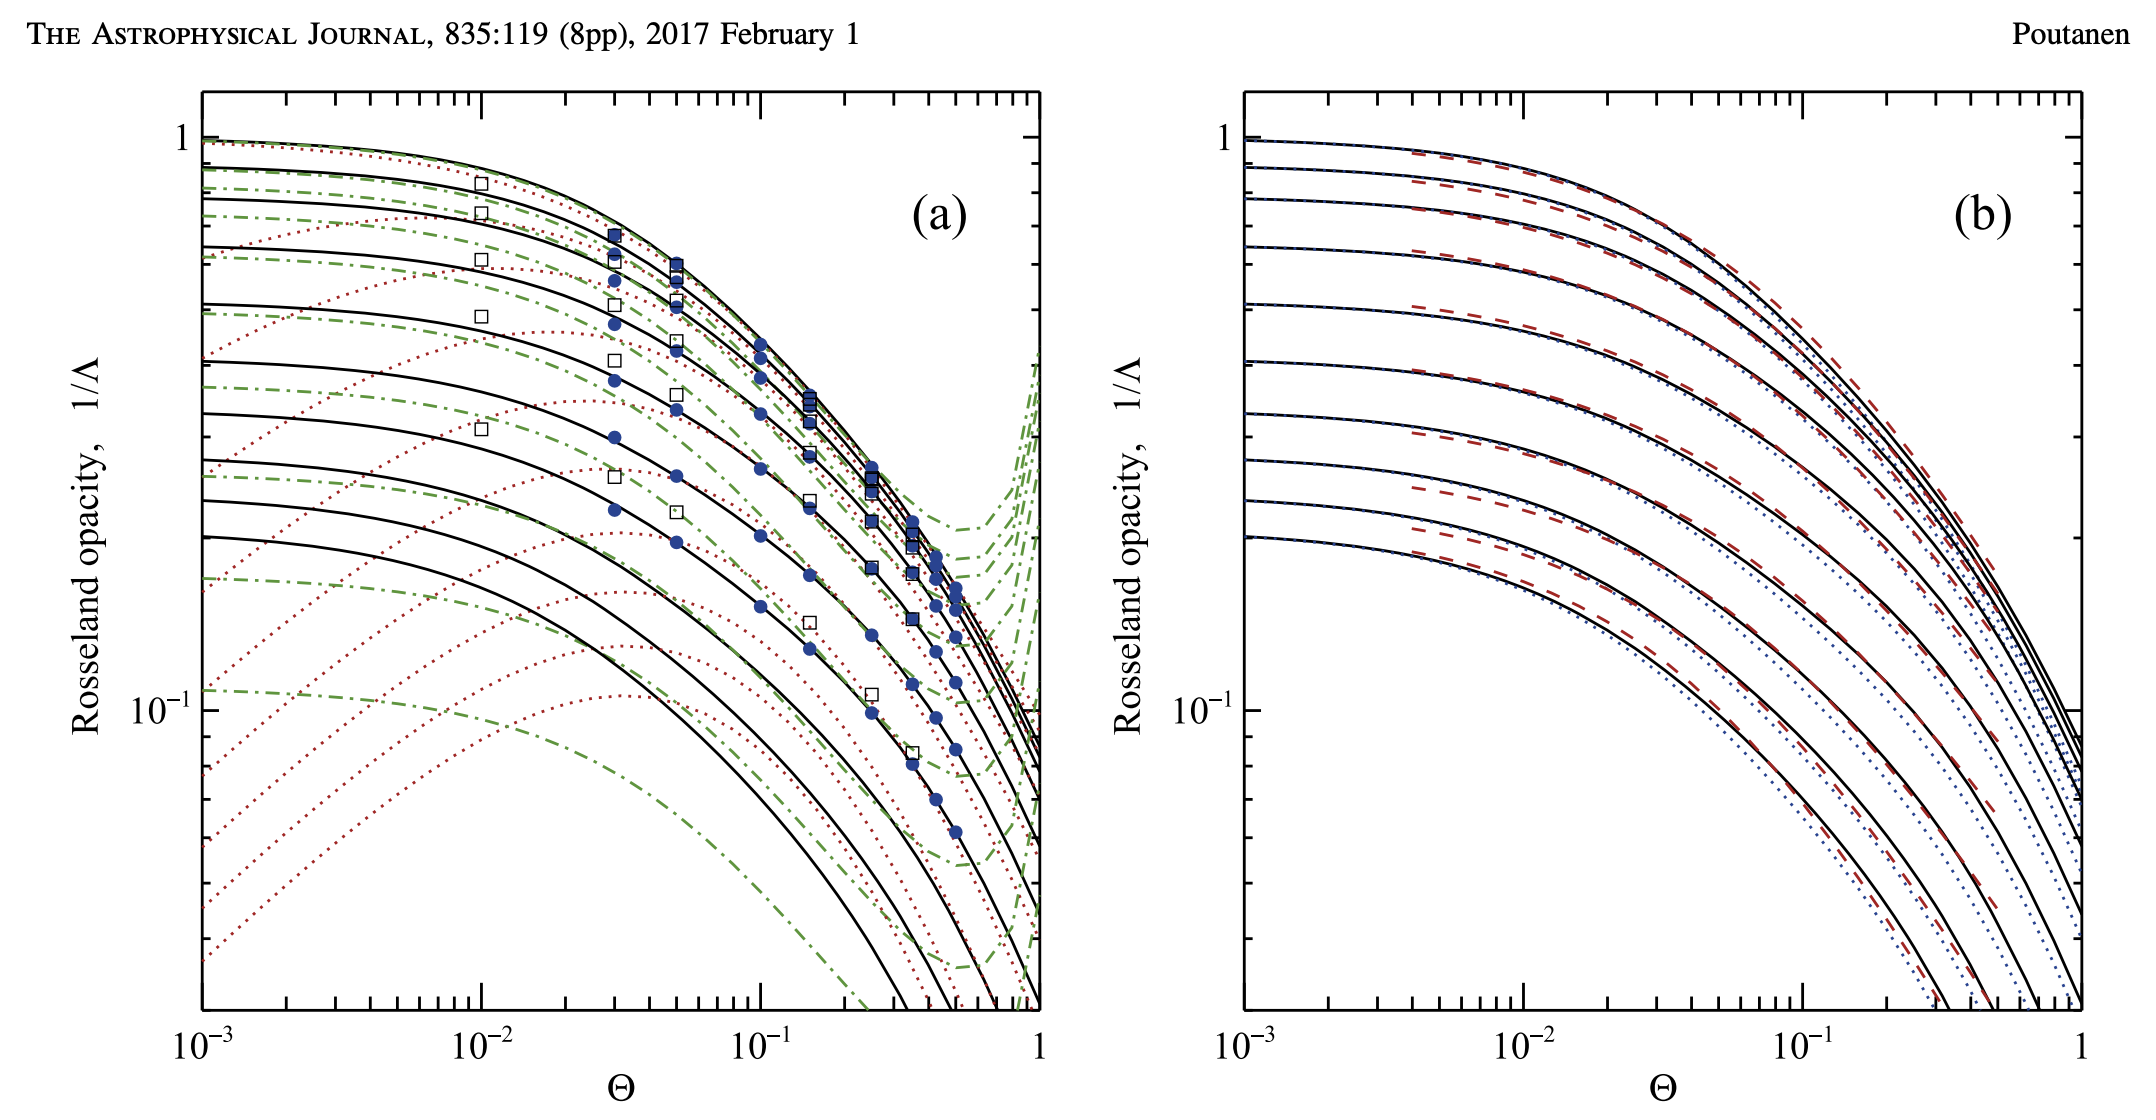 THE ASTROPHYSICAL JOURNAL, 835:119 (8pp), 2017 February 1
Poutanen
(a)
1
10⁻¹
Rosseland opacity, 1/Λ
10⁻³ 10⁻² 10⁻¹ 1
Θ
(b)
1
10⁻¹
Rosseland opacity, 1/Λ
10⁻³ 10⁻² 10⁻¹ 1
Θ